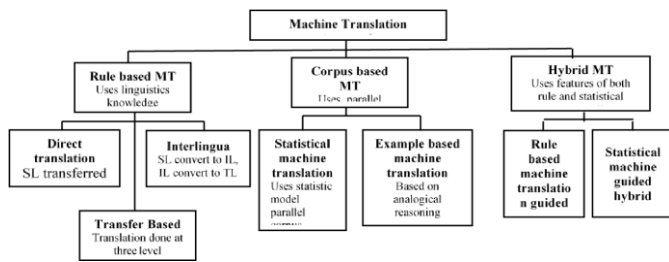 Machine Translation
Rule based MT
Uses linguistics
knowledge
Corpus based
MT
Uses parallel
Hybrid MT
Uses features of both
rule and statistical
Direct
translation
SL transferred
Interlingua
SL convert to IL,
IL convert to TL
Statistical
machine
translation
Uses statistic
model
parallel
corpus
Example based
machine
translation
Based on
analogical
reasoning
Rule
based
machine
translatio
n guided
Statistical
machine
guided
hybrid
Transfer Based
Translation done at
three level